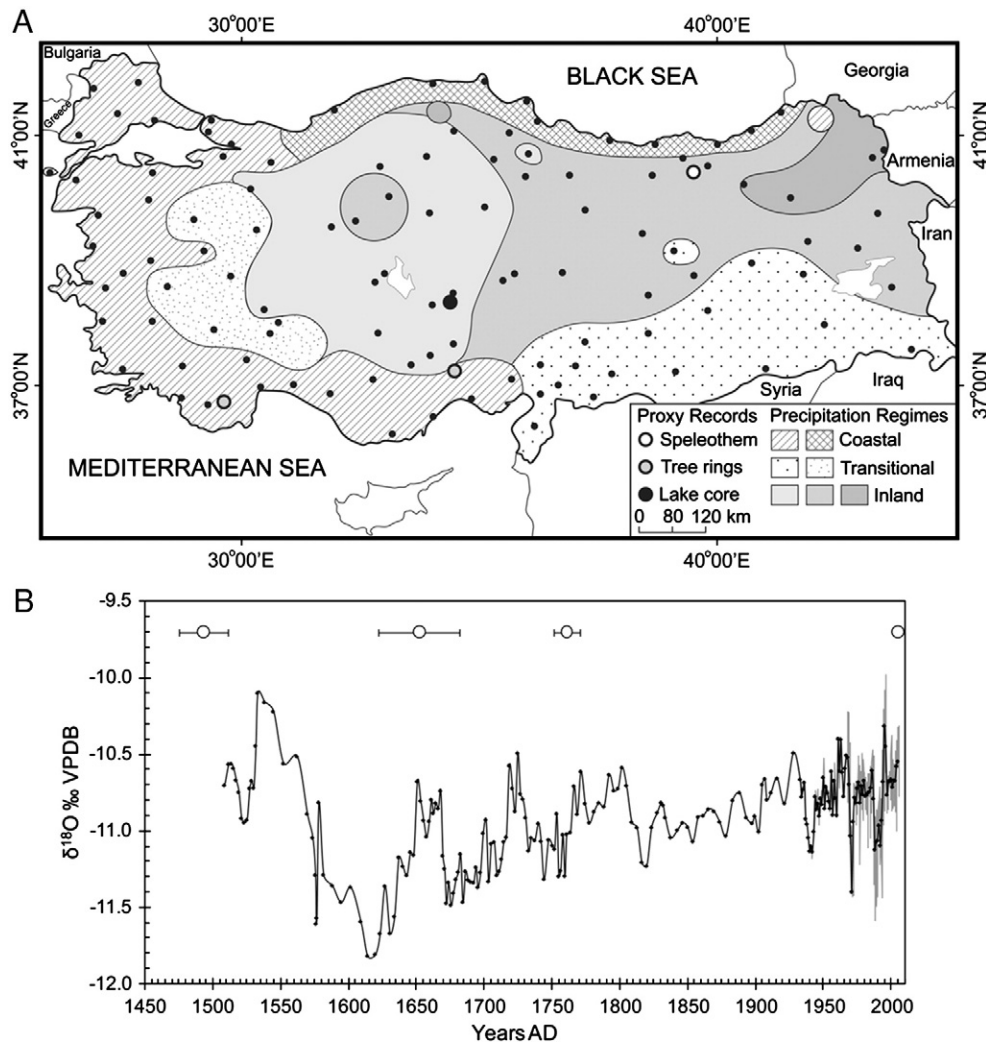 A
30°00'E 40°00'E
Bulgaria
BLACK SEA
Georgia
Greece
41°00'N
41°00'N
Armenia
Iran
37°00'N
37°00'N
Syria
Iraq
MEDITERRANEAN SEA
Proxy Records Precipitation Regimes
Speleothem Coastal
Tree rings Transitional
Lake core Inland
0 80 120 km
30°00'E 40°00'E
B
-9.5
-10.0
-10.5
-11.0
-11.5
-12.0
δ18O ‰ VPDB
1450 1500 1550 1600 1650 1700 1750 1800 1850 1900 1950 2000
Years AD